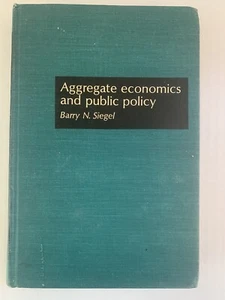 Aggregate economics
and public policy
Barry N. Siegel